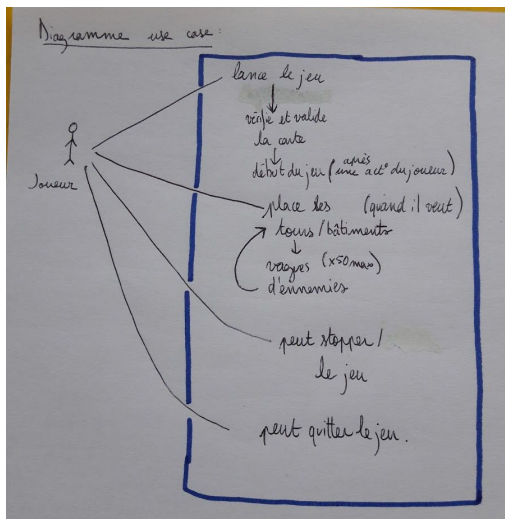 Diagramme use case :
lance le jeu
vérifie et valide
la carte
début du jeu (après
une act° du joueur)
Joueur
place les (quand il veut)
tours / bâtiments
vagues (x50 max)
d'ennemies
peut stopper /
le jeu
peut quitter le jeu.